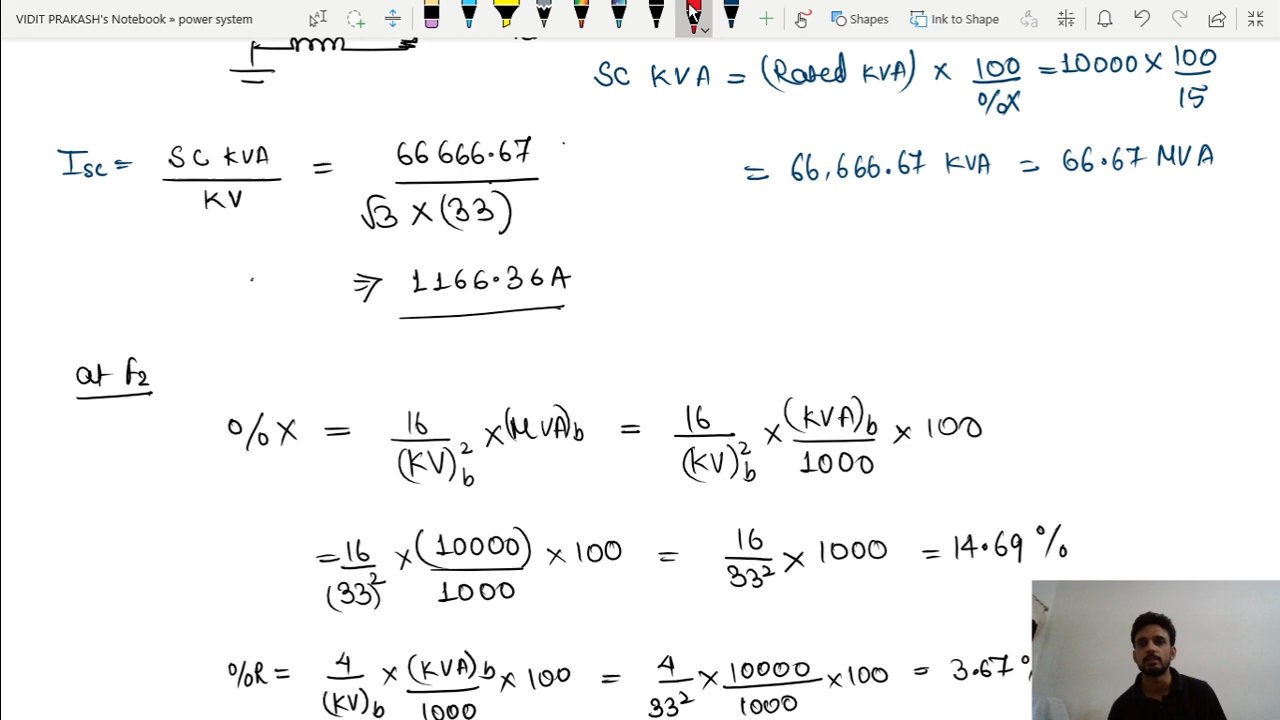 VIDIT PRAKASH's Notebook » power system
Shapes
Ink to Shape
SC KVA = (Rated KVA) × 100/%X = 10000 × 100/15
= 66,666.67 KVA = 66.67 MVA
Isc = SC KVA/KV = 66666.67/√3 × (33)
⇒ 1166.36A
at F2
%X = 16/(KV)b² × (MVA)b = 16/(KV)b² × (KVA)b/1000 × 100
= 16/(33)² × (10000)/1000 × 100 = 16/33² × 1000 = 14.69 %
%R = 4/(KV)b × (KVA)b/1000 × 100 = 4/33² × 10000/1000 × 100 = 3.67 %